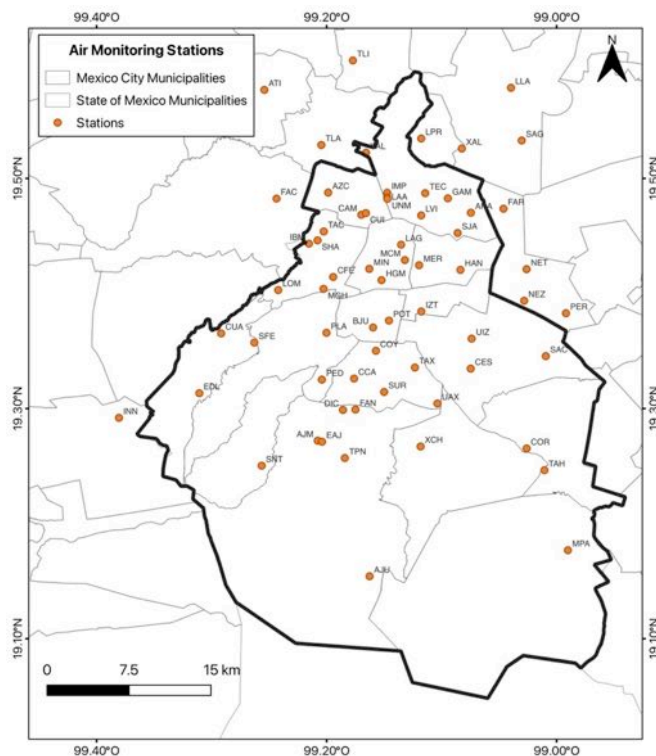 99.40°O 99.20°O 99.00°O
Air Monitoring Stations
Mexico City Municipalities
State of Mexico Municipalities
Stations
N
TLI
ATI
LLA
TLA
LPR
XAL
SAG
19.50°N
19.50°N
FAC
AZC
IMP
LAA
UNM
TEC
GAM
CAM
CUI
LVI
FAR
TAC
IBM
SHA
SJA
LAG
MCM
MIN
HGM
MER
HAN
NET
CFE
LOM
MGH
NEZ
PER
IZT
POT
BJU
CUA
SFE
PLA
UIZ
COY
SAC
TAX
CES
PED
CCA
SUR
EDL
19.30°N
19.30°N
INN
DIC
FAN
UAX
AJM
EAJ
TPN
XCH
COR
TAH
SNT
MPA
AJU
19.10°N
19.10°N
0 7.5 15 km
99.40°O 99.20°O 99.00°O